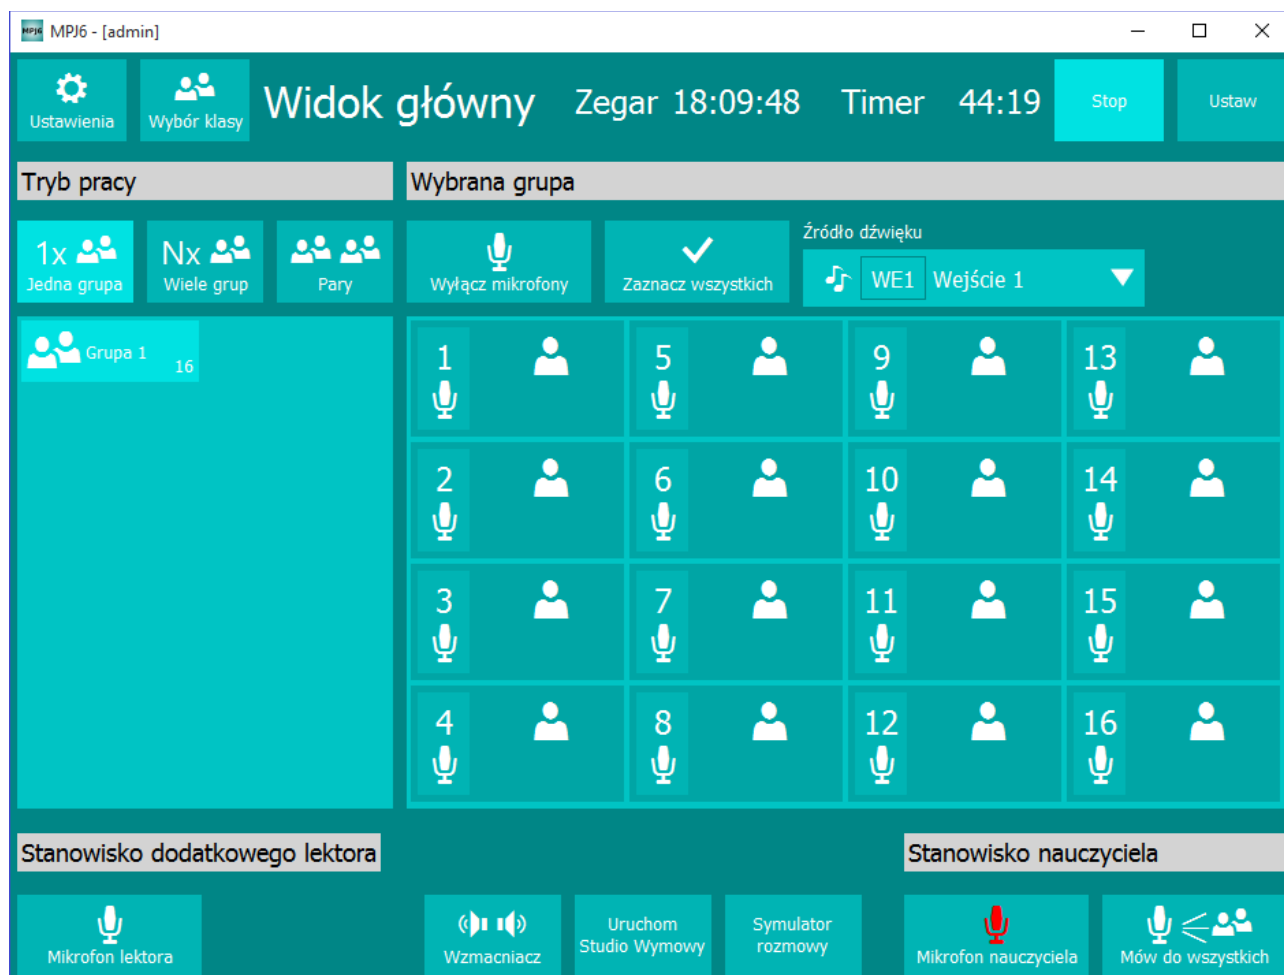 MPJ6 MPJ6 - [admin]
Ustawienia
Wybór klasy
Widok główny
Zegar 18:09:48
Timer 44:19
Stop
Ustaw
Tryb pracy
Wybrana grupa
1x
Jedna grupa
Nx
Wiele grup
Pary
Wyłącz mikrofony
Zaznacz wszystkich
Źródło dźwięku
WE1 Wejście 1
Grupa 1
16
1
5
9
13
2
6
10
14
3
7
11
15
4
8
12
16
Stanowisko dodatkowego lektora
Stanowisko nauczyciela
Mikrofon lektora
Wzmacniacz
Uruchom
Studio Wymowy
Symulator
rozmowy
Mikrofon nauczyciela
Mów do wszystkich